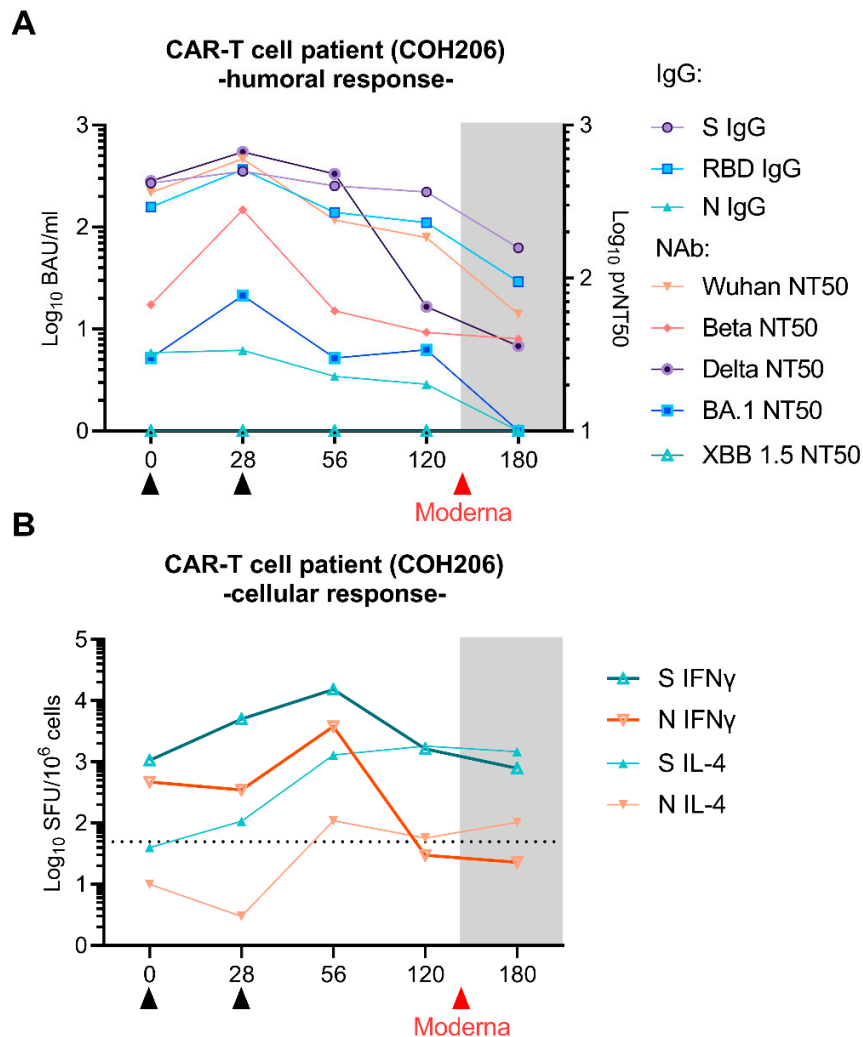 A
CAR-T cell patient (COH206)
-humoral response-
IgG:
S IgG
RBD IgG
N IgG
NAb:
Wuhan NT50
Beta NT50
Delta NT50
BA.1 NT50
XBB 1.5 NT50
Log₁₀ BAU/ml
3
2
1
0
Log₁₀ pvNT50
3
2
1
0 28 56 120 180
Moderna
B
CAR-T cell patient (COH206)
-cellular response-
S IFNγ
N IFNγ
S IL-4
N IL-4
Log₁₀ SFU/10⁶ cells
5
4
3
2
1
0
0 28 56 120 180
Moderna